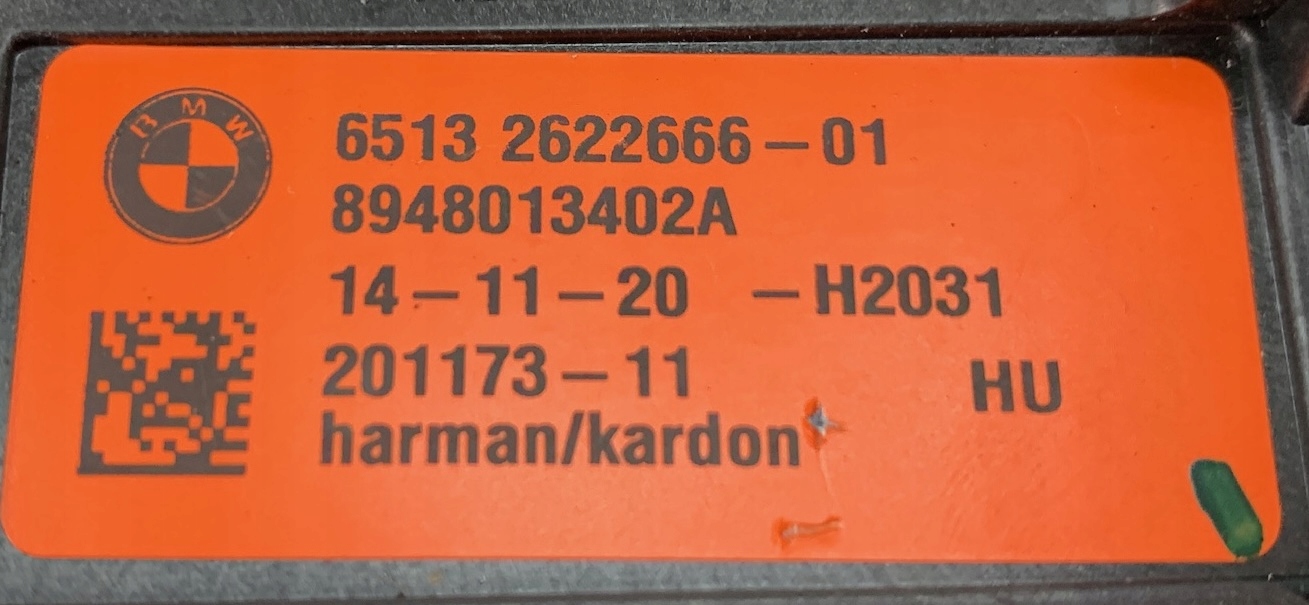 BMW
6513 2622666-01
8948013402A
14-11-20 -H2031
201173-11 HU
harman/kardon